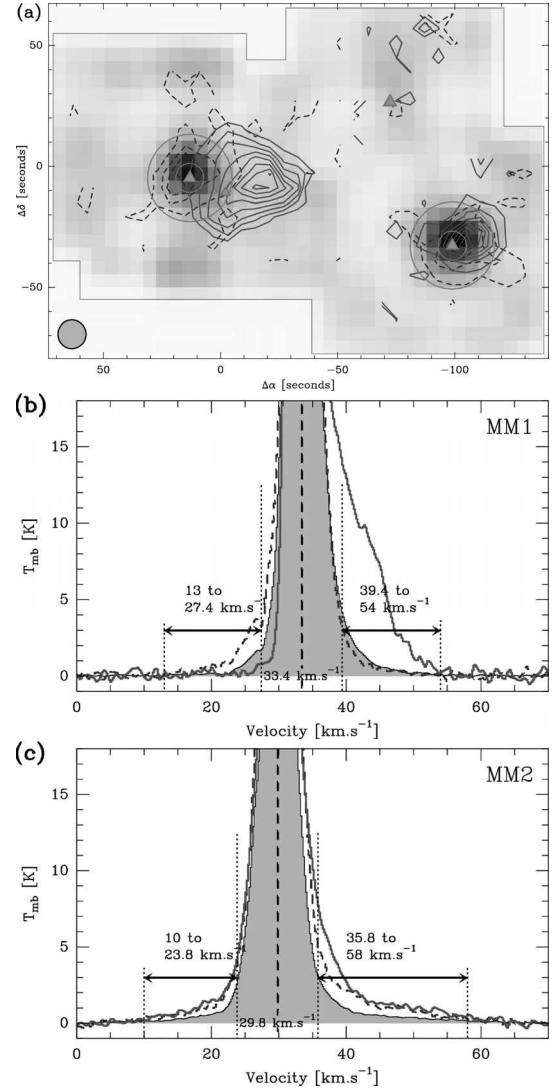 (a)
50
0
−50
Δδ [seconds]
50
0
−50
−100
Δα [seconds]
(b)
MM1
15
10
5
0
T_mb [K]
13 to
27.4 km.s⁻¹
39.4 to
54 km.s⁻¹
33.4 km.s⁻¹
0
20
40
60
Velocity [km.s⁻¹]
(c)
MM2
15
10
5
0
T_mb [K]
10 to
23.8 km.s⁻¹
35.8 to
58 km.s⁻¹
29.8 km.s⁻¹
0
20
40
60
Velocity [km.s⁻¹]